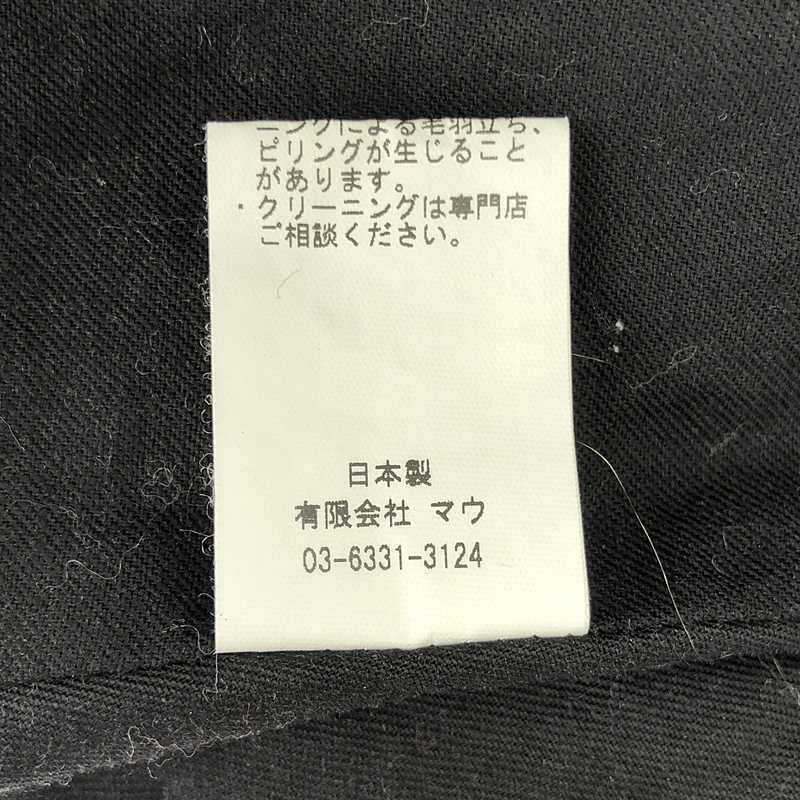 ニングによる毛羽立ち、
ピリングが生じること
があります。
・クリーニングは専門店
ご相談ください。
日本製
有限会社 マウ
03-6331-3124